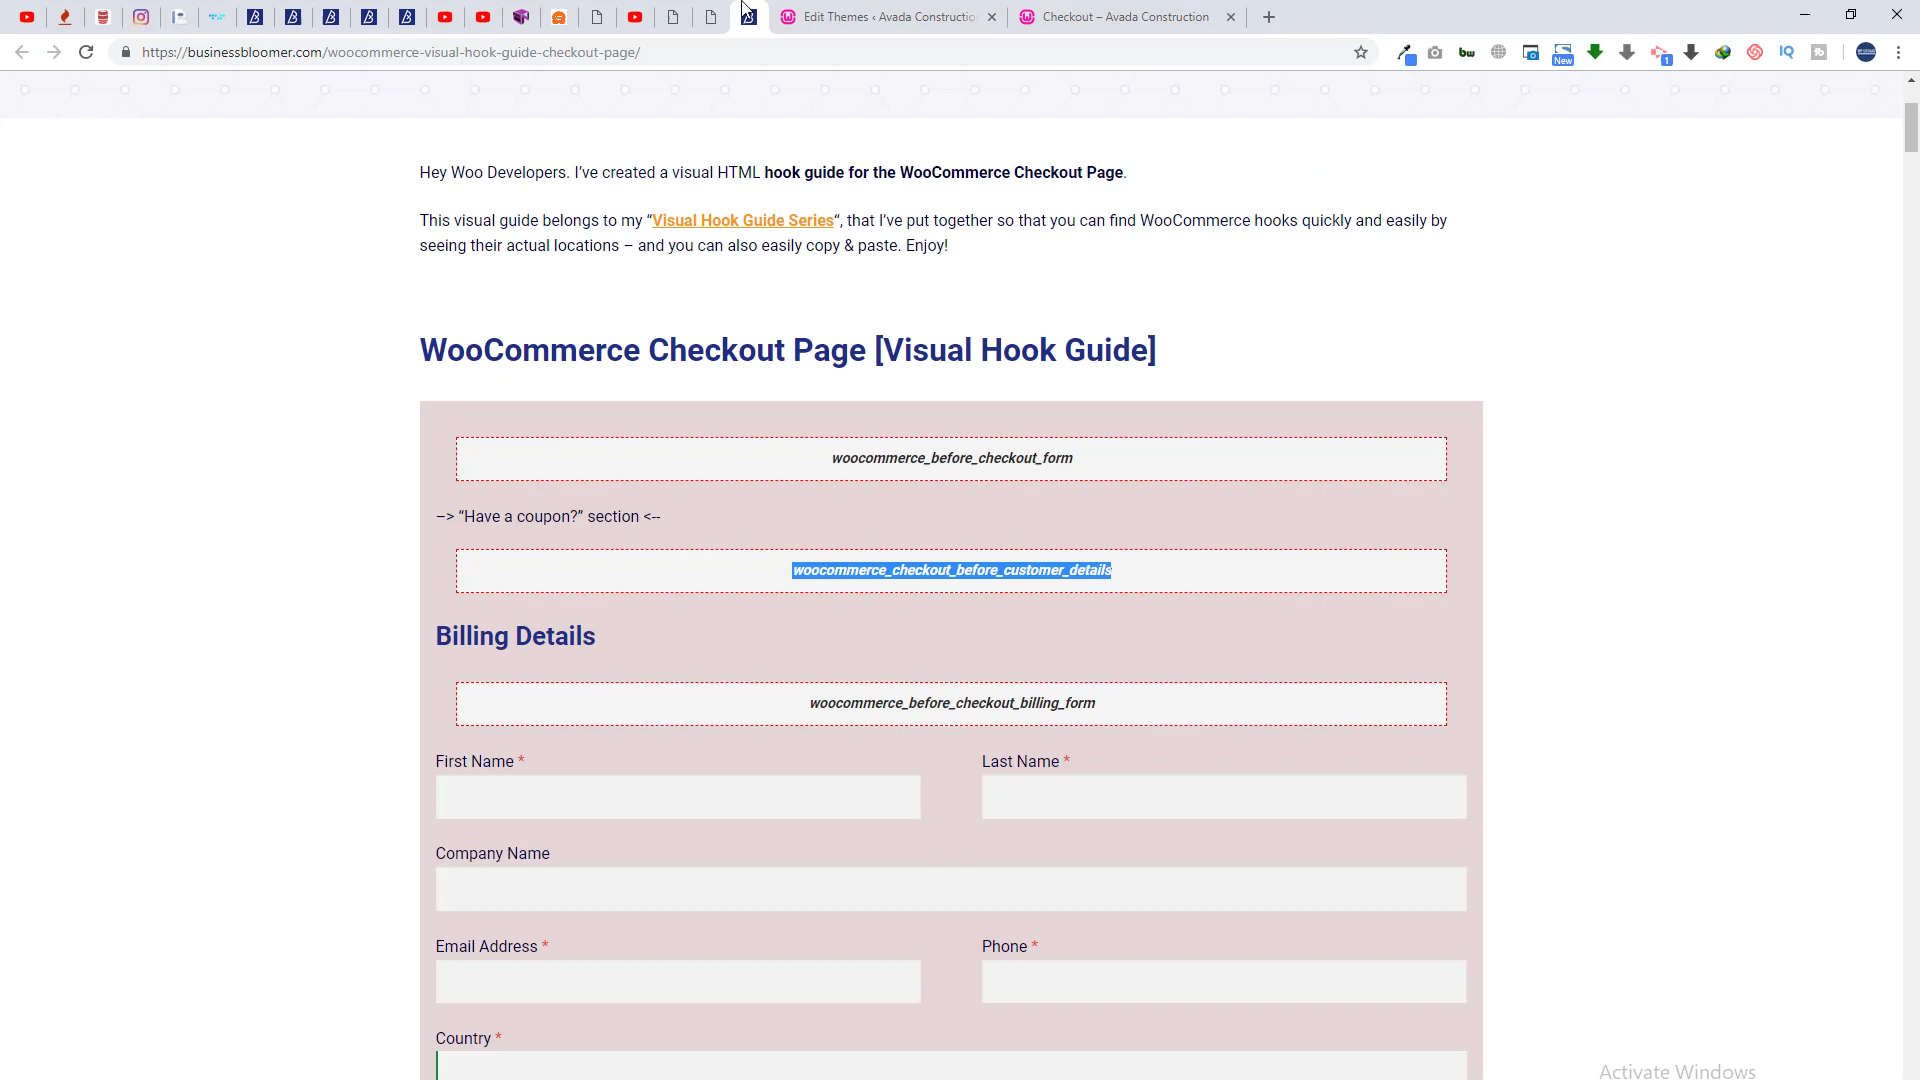 Edit Themes ‹ Avada Constructio
Checkout – Avada Construction
https://businessbloomer.com/woocommerce-visual-hook-guide-checkout-page/
bw
New
1
IQ
Hey Woo Developers. I’ve created a visual HTML hook guide for the WooCommerce Checkout Page.
This visual guide belongs to my “Visual Hook Guide Series“, that I’ve put together so that you can find WooCommerce hooks quickly and easily by
seeing their actual locations – and you can also easily copy & paste. Enjoy!
WooCommerce Checkout Page [Visual Hook Guide]
woocommerce_before_checkout_form
–> “Have a coupon?” section <--
woocommerce_checkout_before_customer_details
Billing Details
woocommerce_before_checkout_billing_form
First Name *
Last Name *
Company Name
Email Address *
Phone *
Country *
Activate Windows